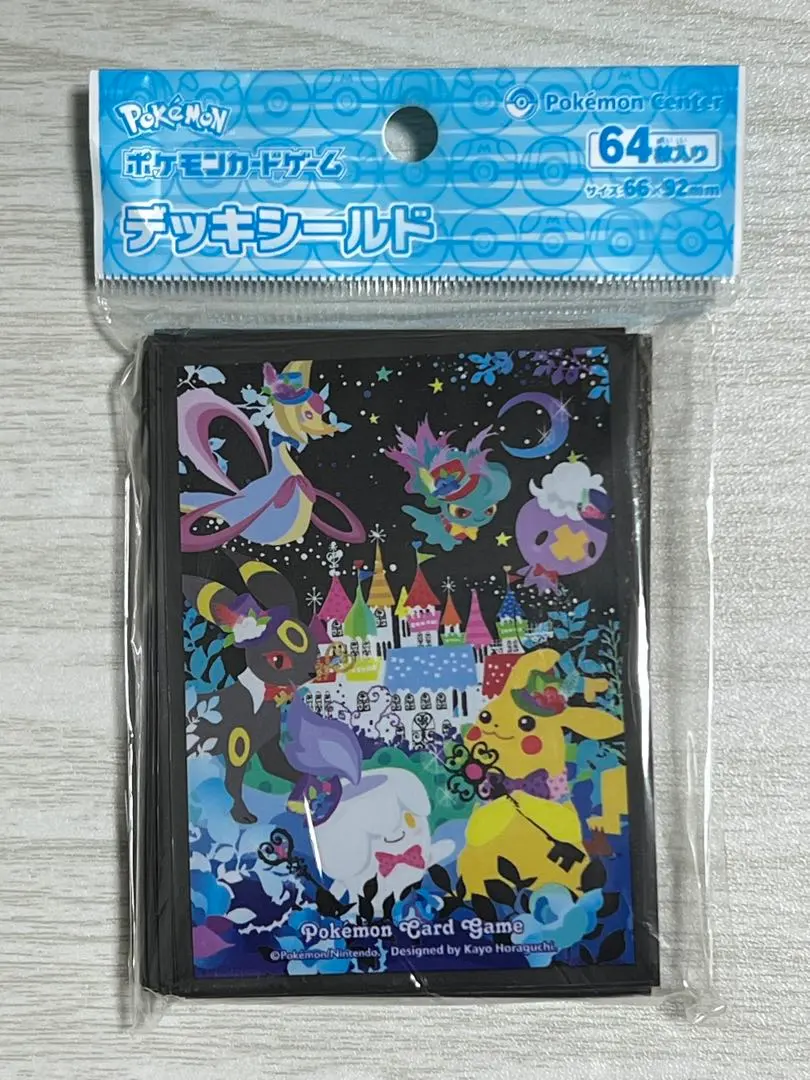 Pokémon
Pokémon Center
ポケモンカードゲーム
64枚入り
サイズ:66×92mm
デッキシールド
Pokémon Card Game
©Pokémon/Nintendo. Designed by Kayo Horaguchi.